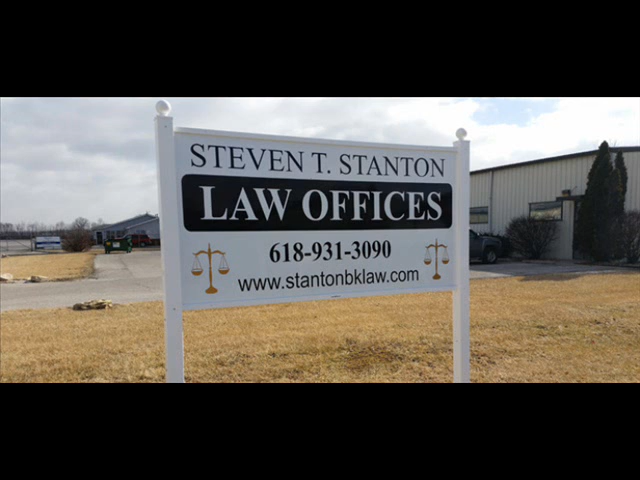 STEVEN T. STANTON
LAW OFFICES
618-931-3090
www.stantonbklaw.com